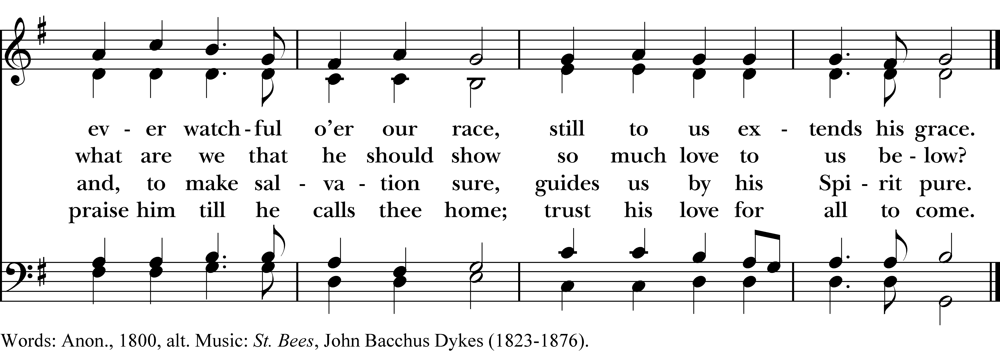 ev - er watch - ful o’er our race, still to us ex - tends his grace.
what are we that he should show so much love to us be - low?
and, to make sal - va - tion sure, guides us by his Spi - rit pure.
praise him till he calls thee home; trust his love for all to come.
Words: Anon., 1800, alt. Music: St. Bees, John Bacchus Dykes (1823-1876).